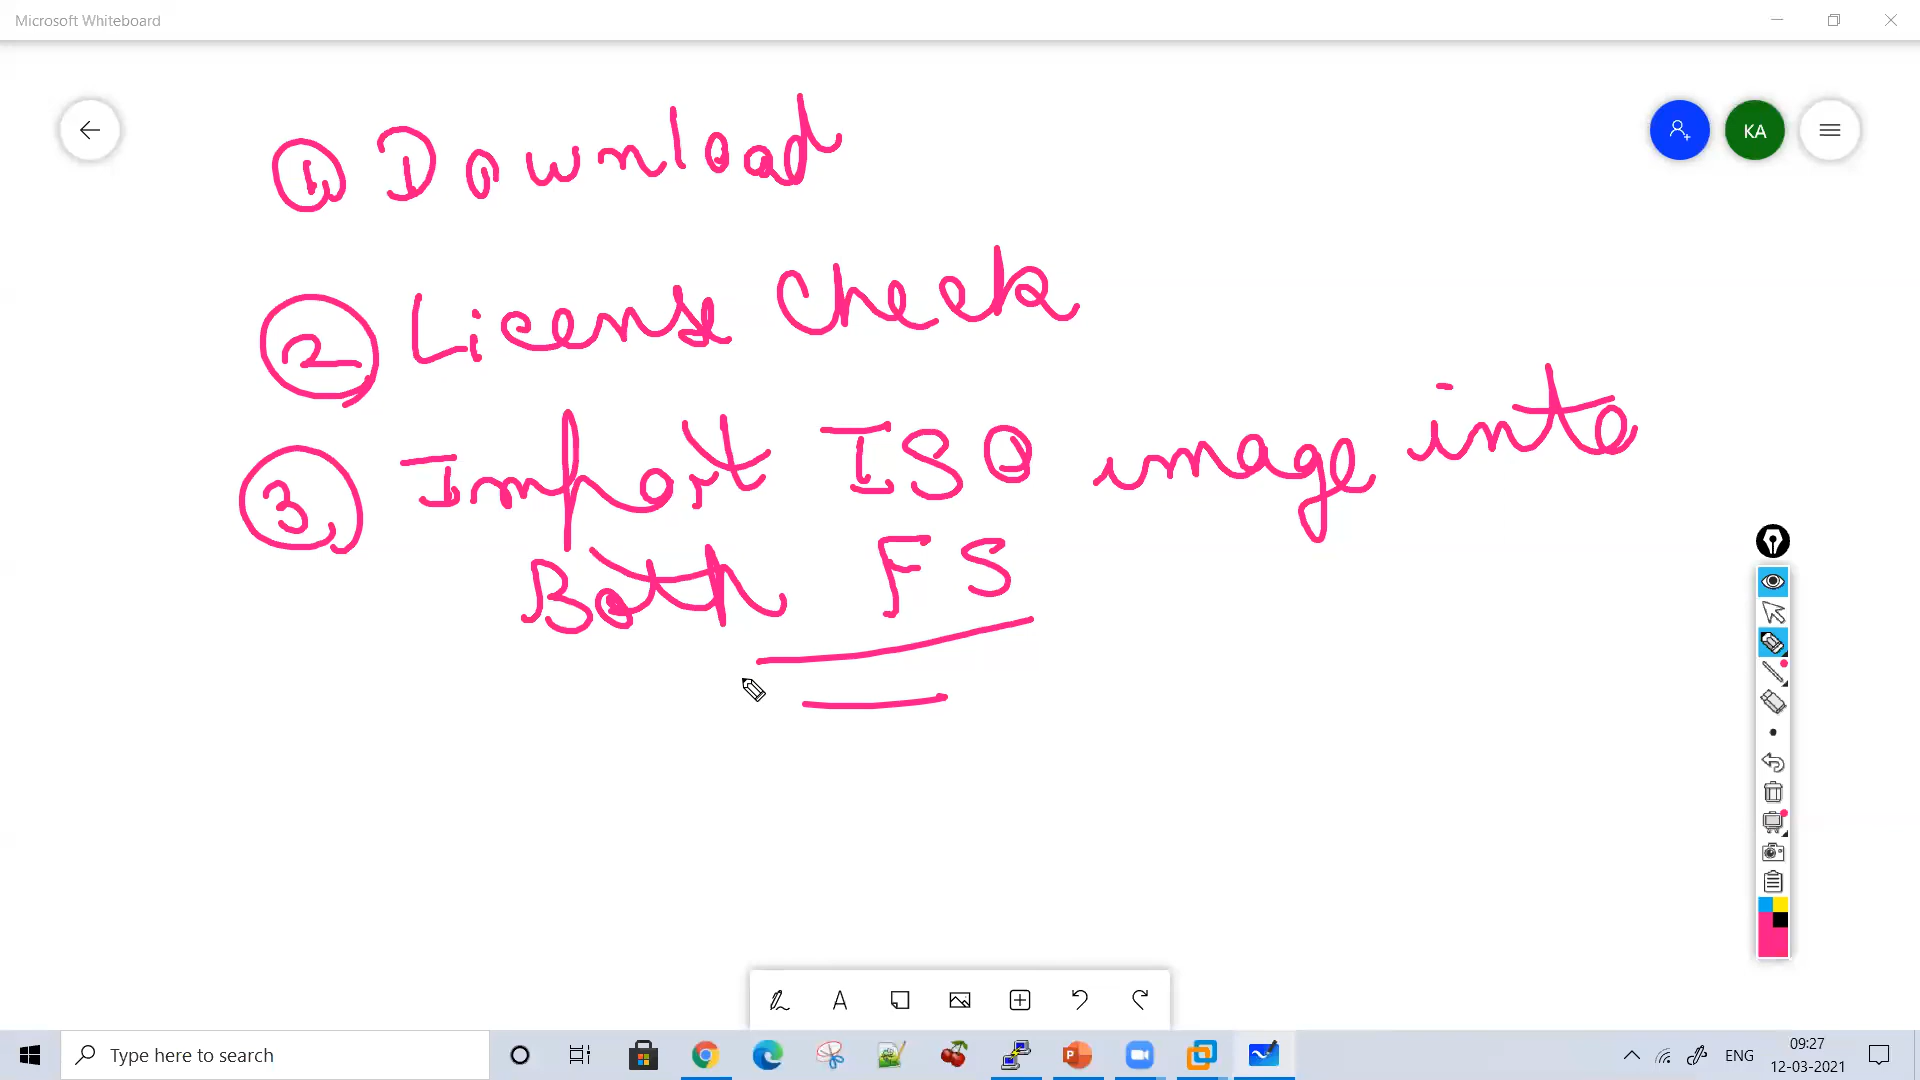 Microsoft Whiteboard
KA
1. Download
2. License Check
3. Import ISO image into
Both FS
Type here to search
ENG
09:27
12-03-2021